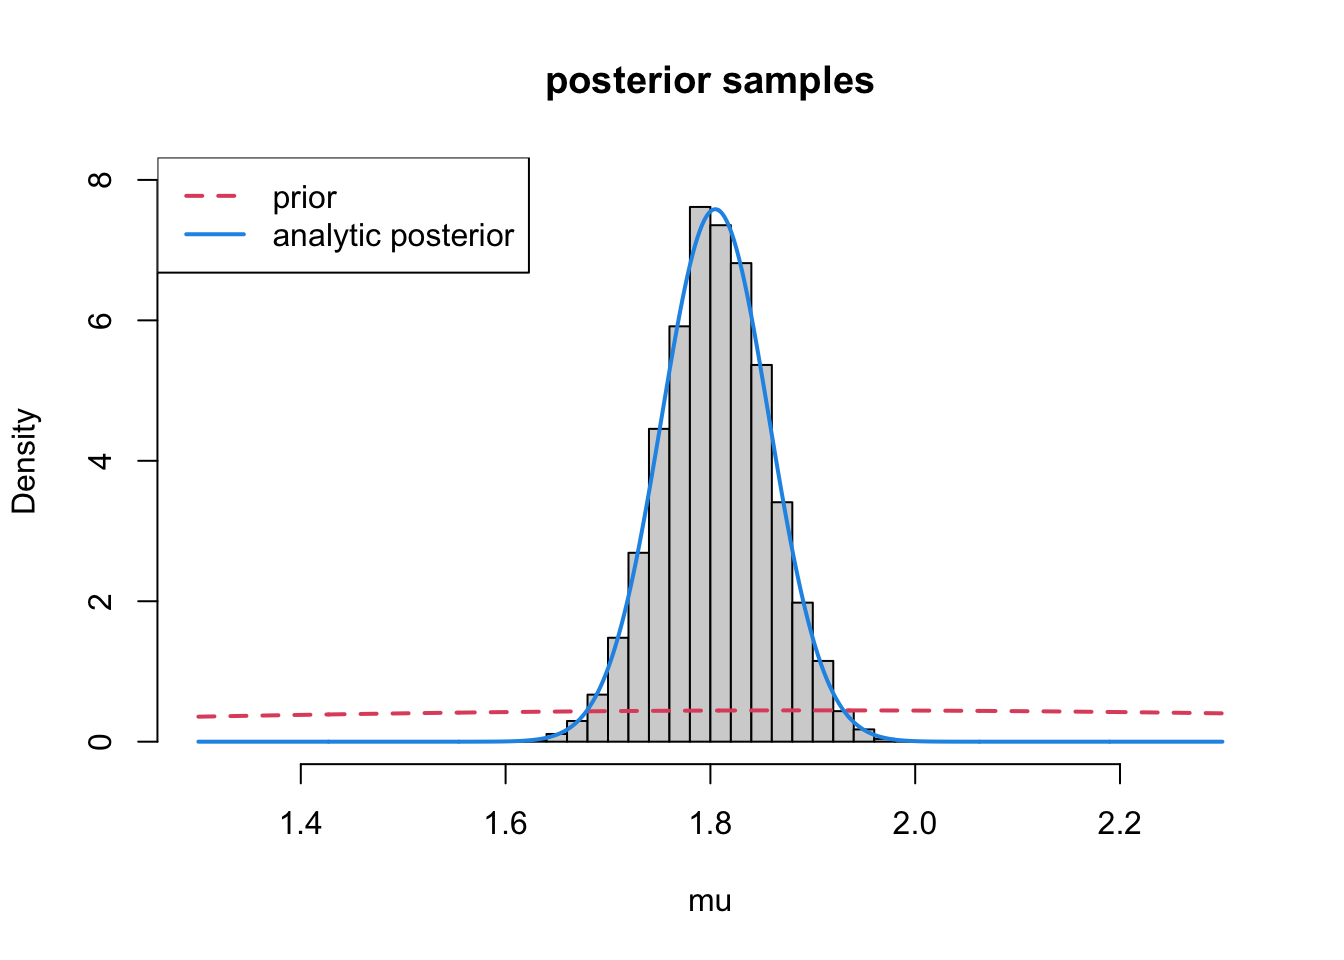 posterior samples
prior
analytic posterior
Density
8
6
4
2
0
1.4 1.6 1.8 2.0 2.2
mu